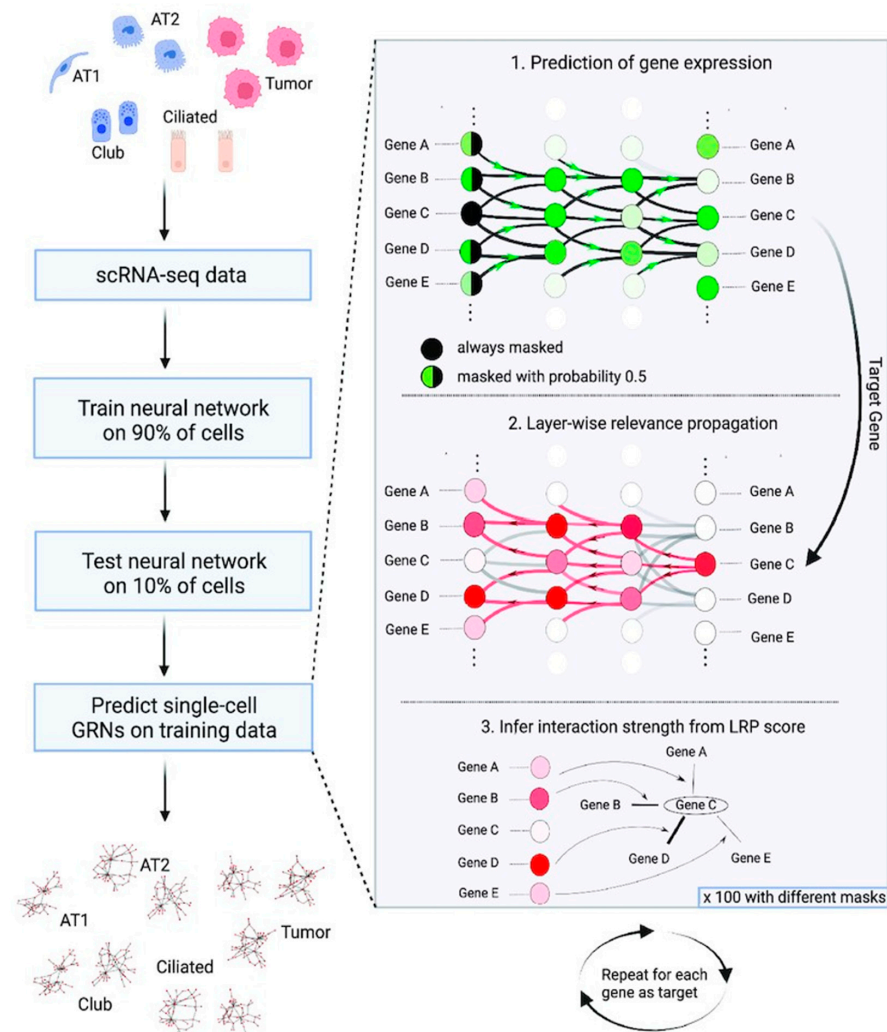 AT2
AT1
Tumor
Ciliated
Club
scRNA-seq data
Train neural network
on 90% of cells
Test neural network
on 10% of cells
Predict single-cell
GRNs on training data
AT2
AT1
Tumor
Ciliated
Club
1. Prediction of gene expression
Gene A
Gene A
Gene B
Gene B
Gene C
Gene C
Gene D
Gene D
Gene E
Gene E
always masked
masked with probability 0.5
Target Gene
2. Layer-wise relevance propagation
Gene A
Gene A
Gene B
Gene B
Gene C
Gene C
Gene D
Gene D
Gene E
Gene E
3. Infer interaction strength from LRP score
Gene A
Gene A
Gene B
Gene B
Gene C
Gene C
Gene D
Gene D
Gene E
Gene E
x 100 with different masks
Repeat for each
gene as target